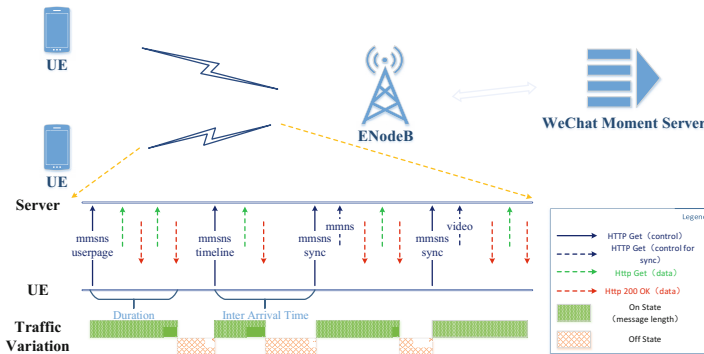 UE
UE
ENodeB
WeChat Moment Server
Server
mmsns
userpage
mmsns
timeline
mmsns
sync
mmns
mmsns
sync
video
UE
Duration
Inter Arrival Time
Traffic
Variation
Legend
HTTP Get（control）
HTTP Get（control for
sync）
Http Get（data）
Http 200 OK（data）
On State
（message length）
Off State